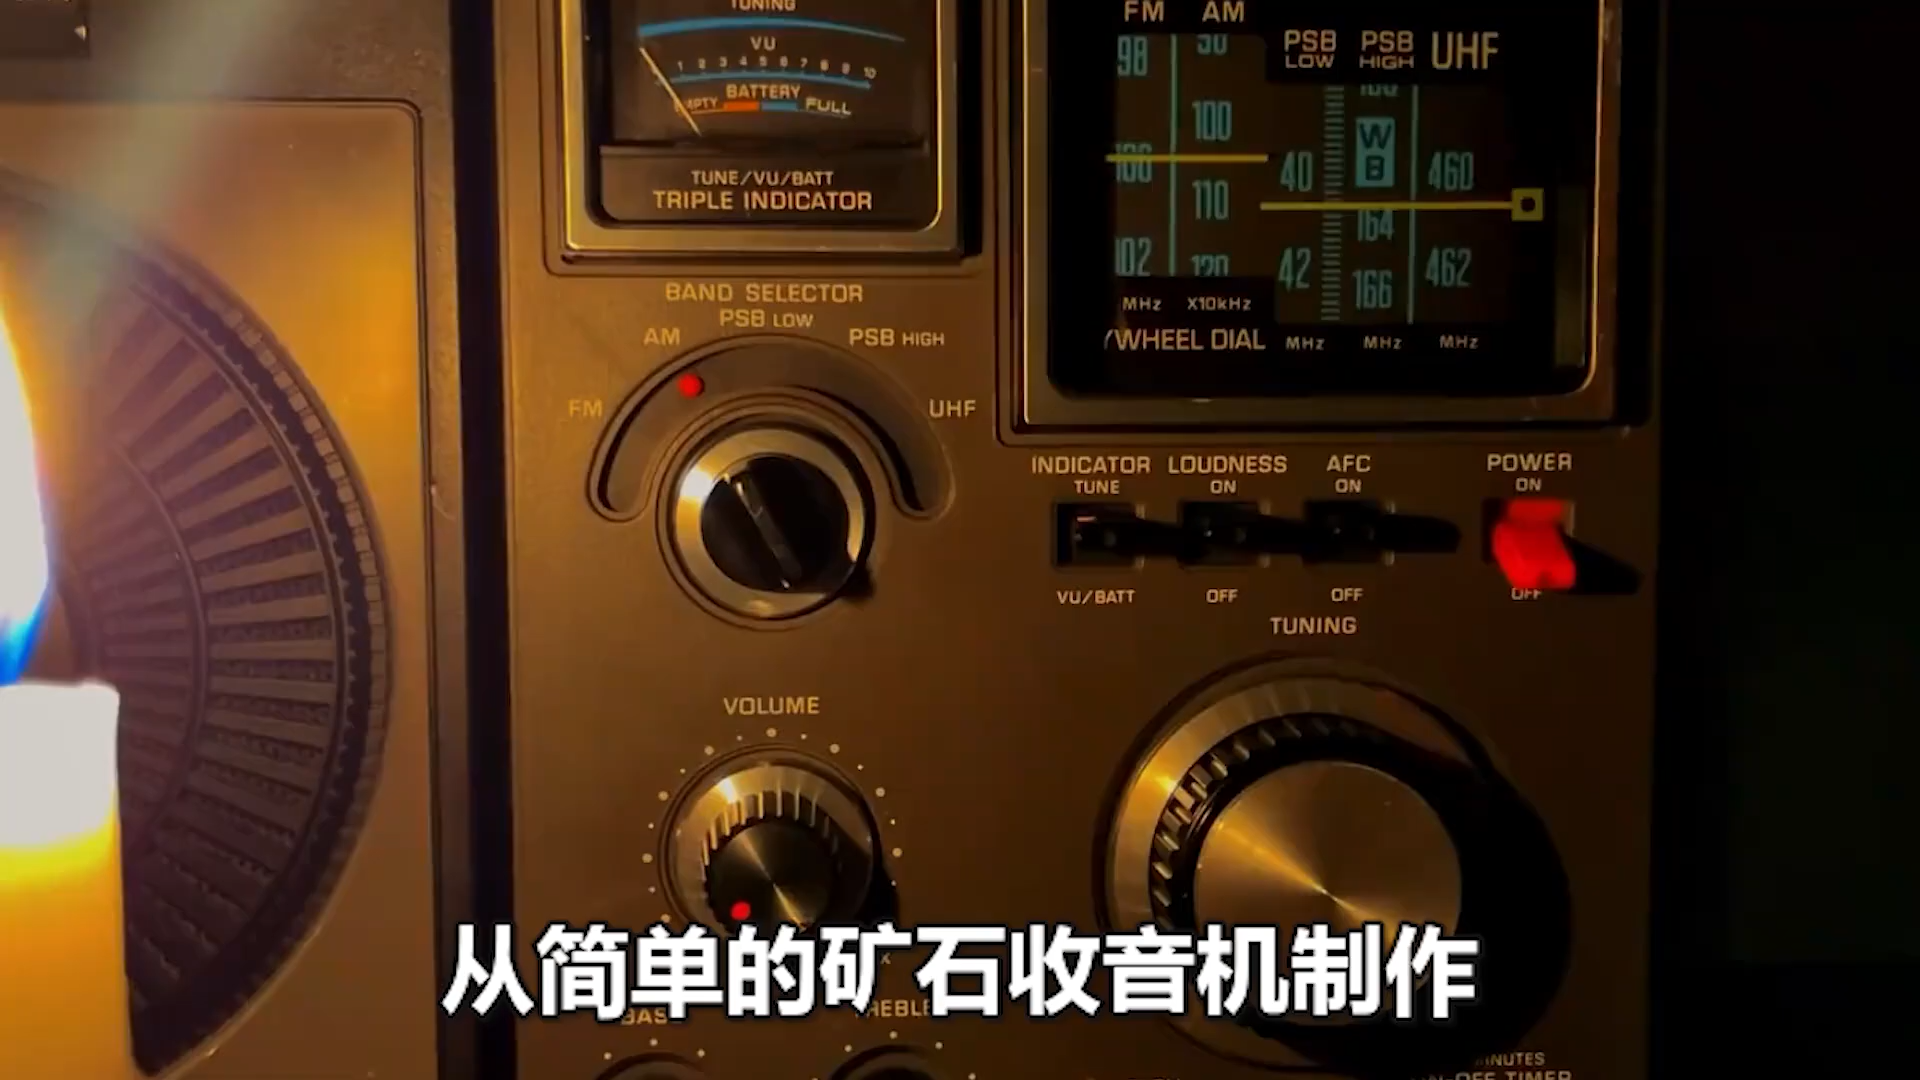 TUNING
VU
1 2 3 4 5 6 7 8 9 10
BATTERY
FULL
TUNE/VU/BATT
TRIPLE INDICATOR
FM AM
PSB LOW
PSB HIGH
UHF
98
90
100
110
102
120
MHz X10kHz
40
42
W
B
164
166
460
462
WHEEL DIAL
MHz MHz MHz
BAND SELECTOR
FM
AM
PSB LOW
PSB HIGH
UHF
INDICATOR
TUNE
VU/BATT
LOUDNESS
ON
OFF
AFC
ON
OFF
POWER
ON
OFF
TUNING
VOLUME
从简单的矿石收音机制作